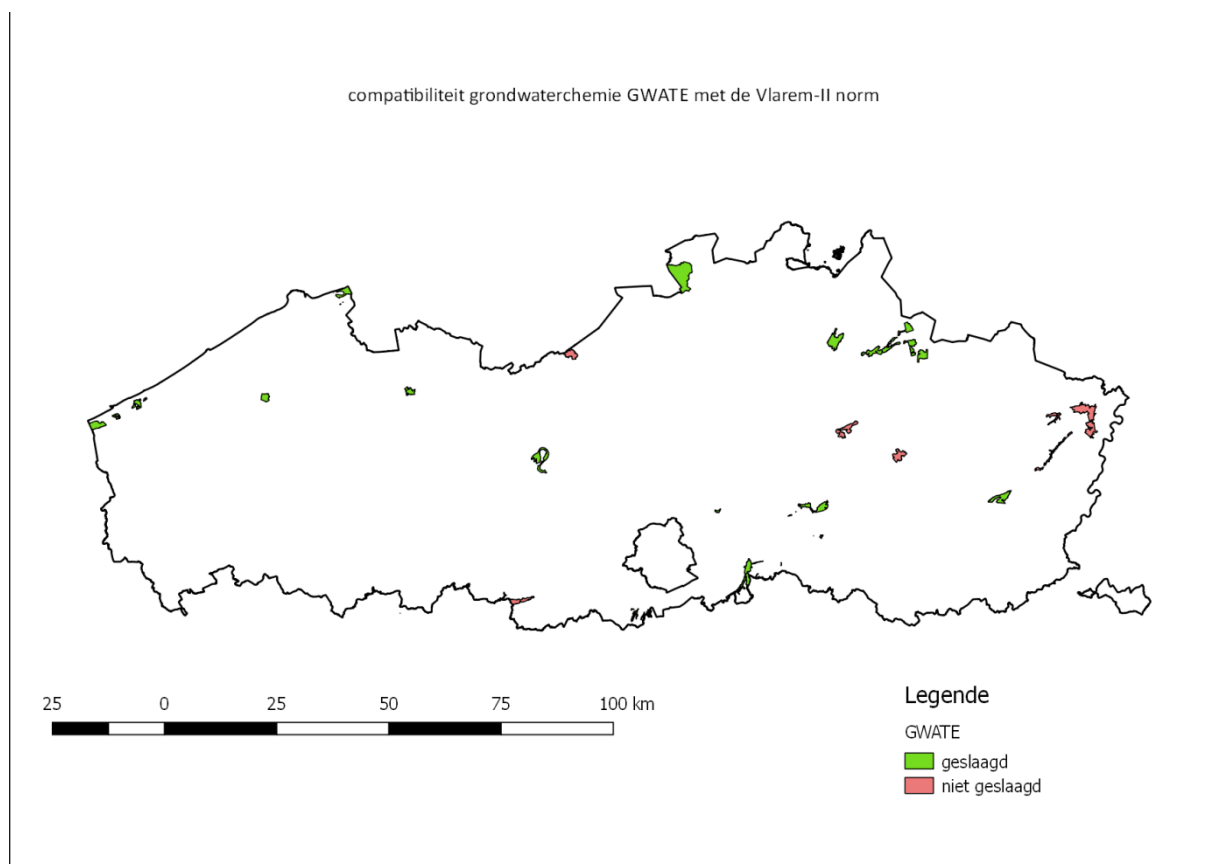 compatibiliteit grondwaterchemie GWATE met de Vlarem-II norm
25 0 25 50 75 100 km
Legende
GWATE
geslaagd
niet geslaagd